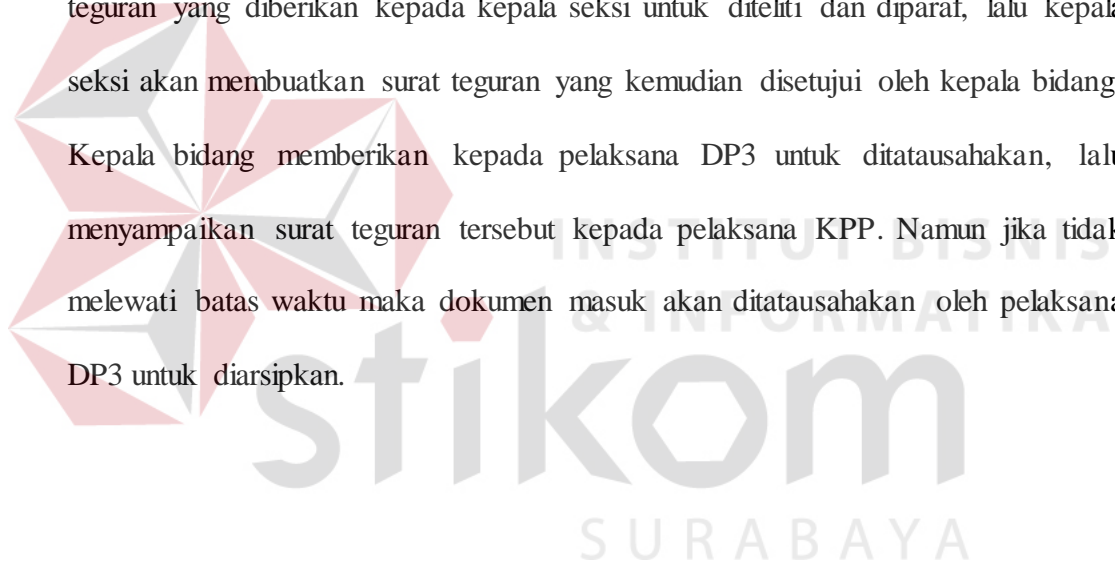 teguran yang diberikan kepada kepala seksi untuk diteliti dan diparaf, lalu kepala
seksi akan membuatkan surat teguran yang kemudian disetujui oleh kepala bidang
Kepala bidang memberikan kepada pelaksana DP3 untuk ditatausahakan, lalu
menyampaikan surat teguran tersebut kepada pelaksana KPP. Namun jika tidak
melewati batas waktu maka dokumen masuk akan ditatausahakan oleh pelaksana
DP3 untuk diarsipkan.
INSTITUT BISNIS
& INFORMATIKA
stikom
SURABAYA